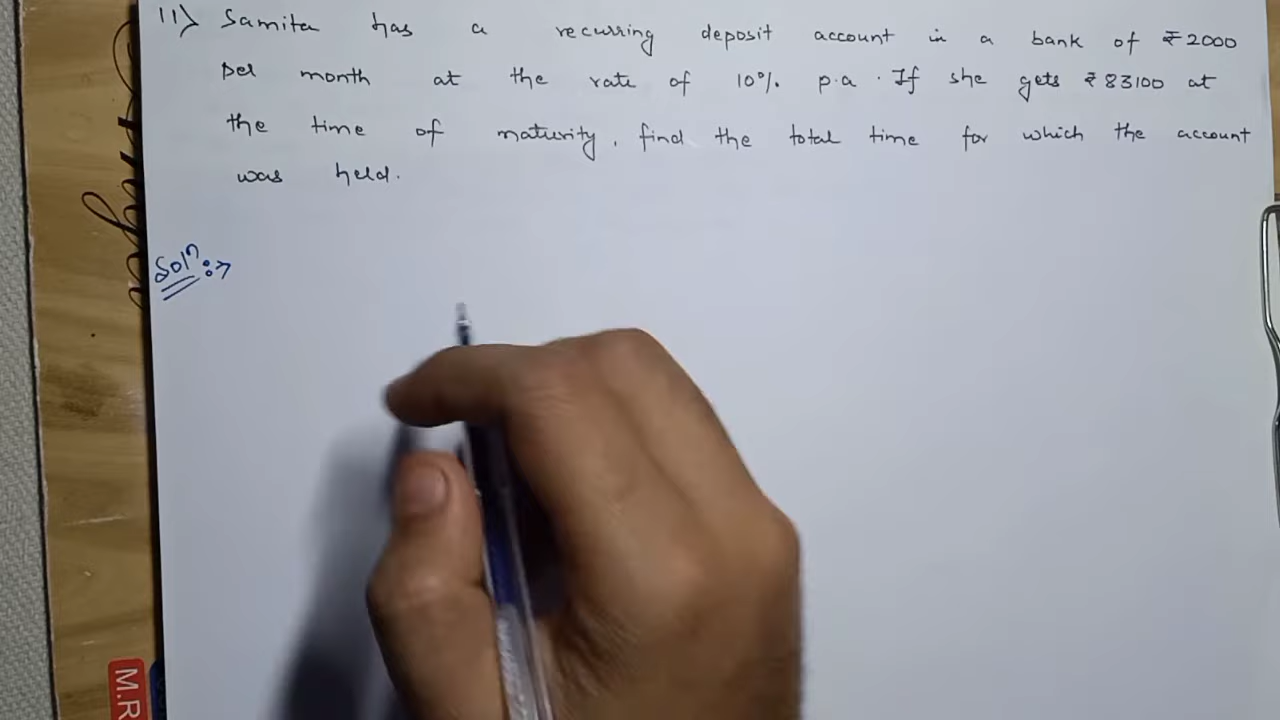 11) Samita has a recurring deposit account in a bank of ₹2000
per month at the rate of 10% p.a. If she gets ₹83100 at
the time of maturity, find the total time for which the account
was held.
Solⁿ :→
M.R